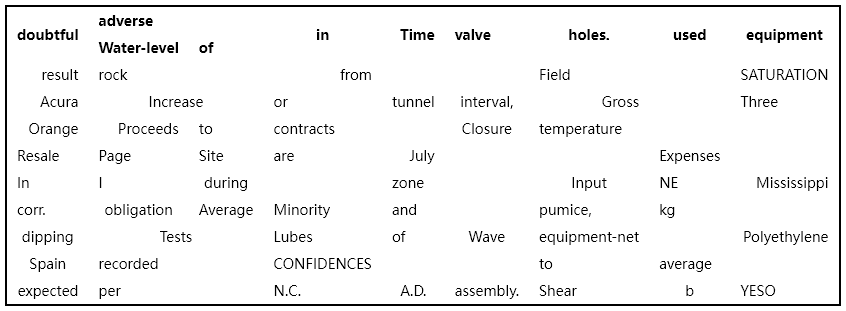 doubtful adverse Water-level of in Time valve holes. used equipment
result rock from Field SATURATION
Acura Increase or tunnel interval, Gross Three
Orange Proceeds to contracts Closure temperature
Resale Page Site are July Expenses
In I during zone Input NE Mississippi
corr. obligation Average Minority and pumice, kg
dipping Tests Lubes of Wave equipment-net Polyethylene
Spain recorded CONFIDENCES to average
expected per N.C. A.D. assembly. Shear b YESO